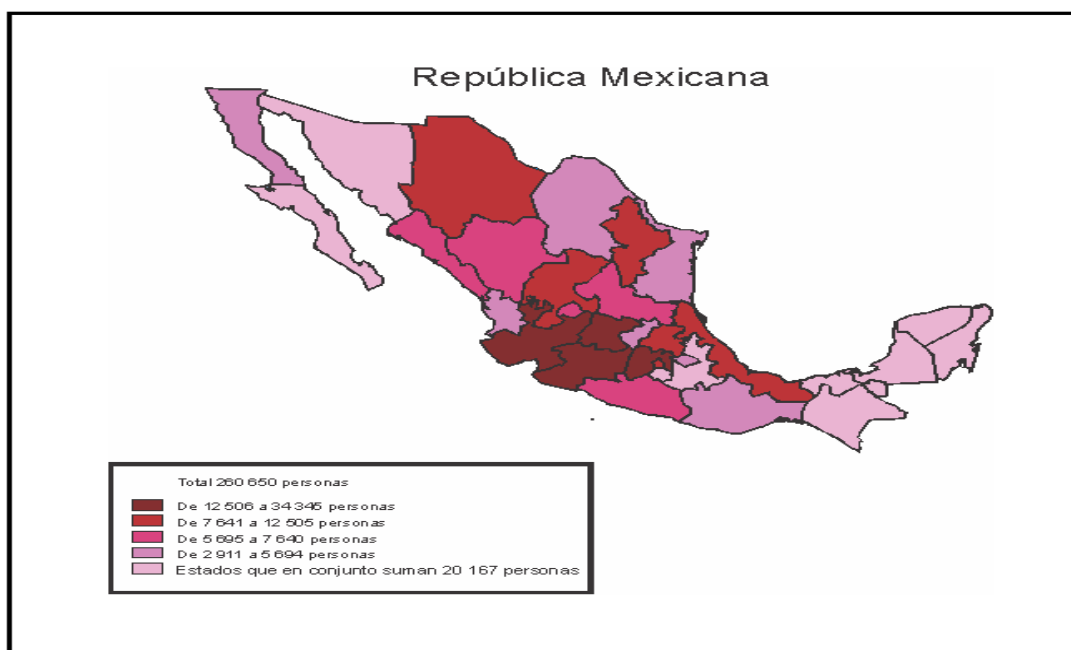 República Mexicana
Total 260 650 personas
De 12 506 a 34 345 personas
De 7 641 a 12 505 personas
De 5 695 a 7 640 personas
De 2 911 a 5 694 personas
Estados que en conjunto suman 20 167 personas